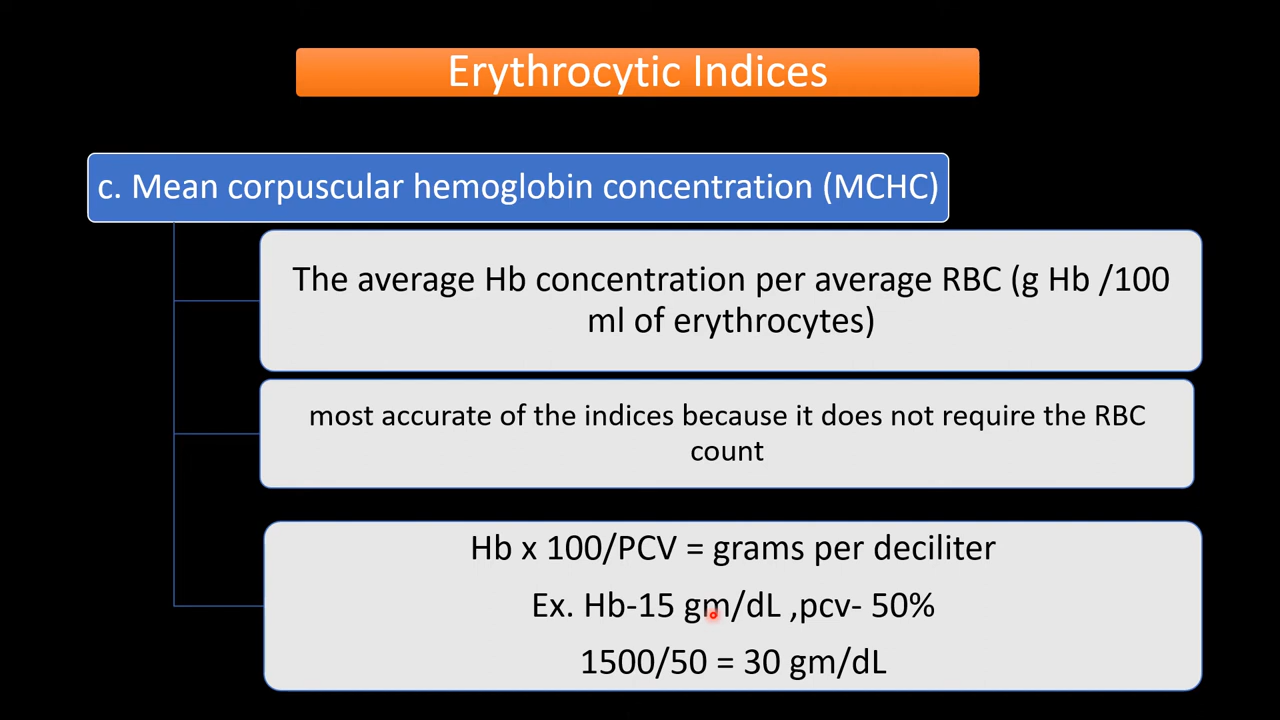 Erythrocytic Indices
c. Mean corpuscular hemoglobin concentration (MCHC)
The average Hb concentration per average RBC (g Hb /100
ml of erythrocytes)
most accurate of the indices because it does not require the RBC
count
Hb x 100/PCV = grams per deciliter
Ex. Hb-15 gm/dL ,pcv- 50%
1500/50 = 30 gm/dL